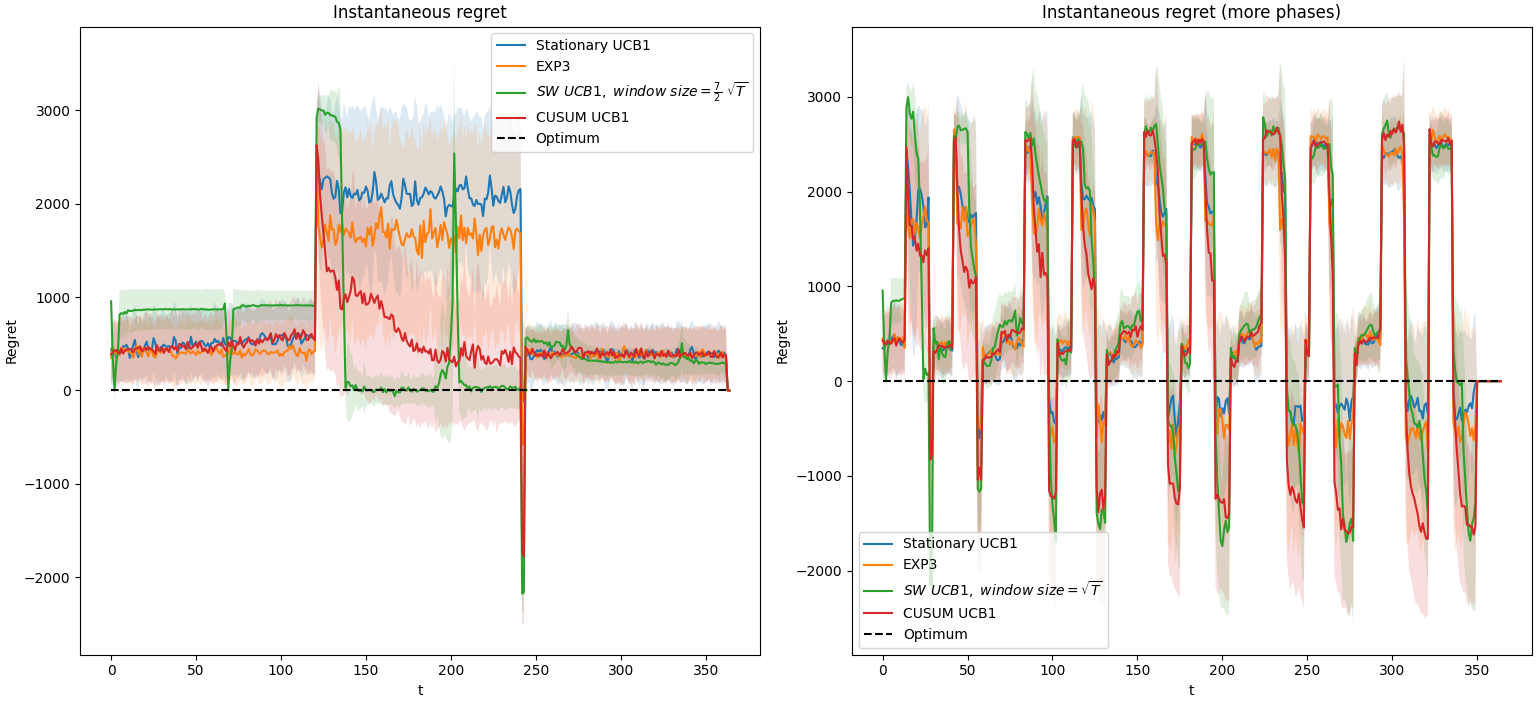 Instantaneous regret
3000
2000
1000
0
−1000
−2000
Regret
0 50 100 150 200 250 300 350
t
Stationary UCB1
EXP3
SW UCB1, window size = 7/2 √T
CUSUM UCB1
Optimum
Instantaneous regret (more phases)
3000
2000
1000
0
−1000
−2000
Regret
0 50 100 150 200 250 300 350
t
Stationary UCB1
EXP3
SW UCB1, window size = √T
CUSUM UCB1
Optimum